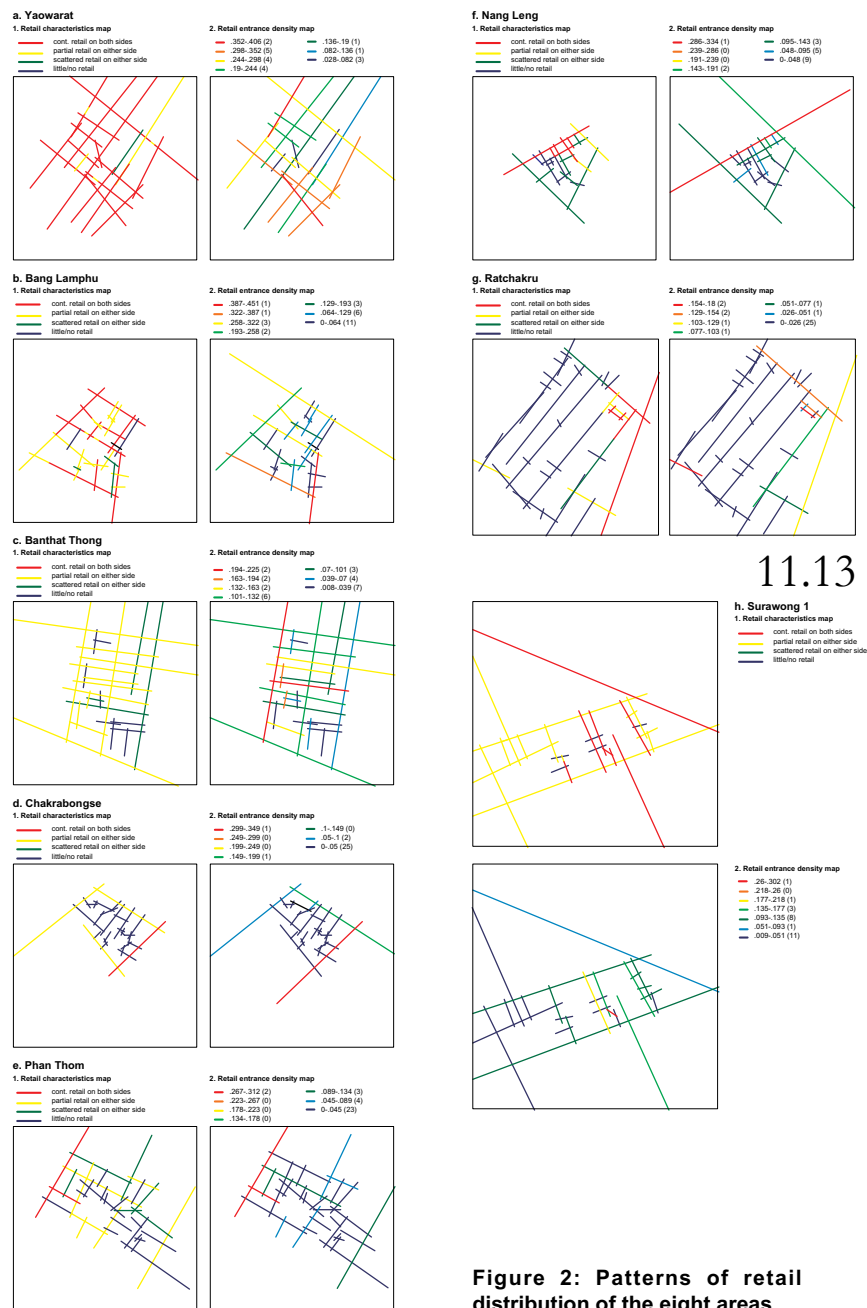 a. Yaowarat
1. Retail characteristics map
cont. retail on both sides
partial retail on either side
scattered retail on either side
little/no retail
2. Retail entrance density map
.352-.406 (2)
.298-.352 (5)
.244-.298 (4)
.19-.244 (4)
.136-.19 (1)
.082-.136 (1)
.028-.082 (3)
b. Bang Lamphu
1. Retail characteristics map
cont. retail on both sides
partial retail on either side
scattered retail on either side
little/no retail
2. Retail entrance density map
.387-.451 (1)
.322-.387 (1)
.258-.322 (3)
.193-.258 (2)
.129-.193 (3)
.064-.129 (6)
0-.064 (11)
c. Banthat Thong
1. Retail characteristics map
cont. retail on both sides
partial retail on either side
scattered retail on either side
little/no retail
2. Retail entrance density map
.194-.225 (2)
.163-.194 (2)
.132-.163 (2)
.101-.132 (6)
.07-.101 (3)
.039-.07 (4)
.008-.039 (7)
d. Chakrabongse
1. Retail characteristics map
cont. retail on both sides
partial retail on either side
scattered retail on either side
little/no retail
2. Retail entrance density map
.299-.349 (1)
.249-.299 (0)
.199-.249 (0)
.149-.199 (1)
.1-.149 (0)
.05-.1 (2)
0-.05 (25)
e. Phan Thom
1. Retail characteristics map
cont. retail on both sides
partial retail on either side
scattered retail on either side
little/no retail
2. Retail entrance density map
.267-.312 (2)
.223-.267 (0)
.178-.223 (0)
.134-.178 (0)
.089-.134 (3)
.045-.089 (4)
0-.045 (23)
f. Nang Leng
1. Retail characteristics map
cont. retail on both sides
partial retail on either side
scattered retail on either side
little/no retail
2. Retail entrance density map
.286-.334 (1)
.239-.286 (0)
.191-.239 (0)
.143-.191 (2)
.095-.143 (3)
.048-.095 (5)
0-.048 (9)
g. Ratchakru
1. Retail characteristics map
cont. retail on both sides
partial retail on either side
scattered retail on either side
little/no retail
2. Retail entrance density map
.154-.18 (2)
.129-.154 (2)
.103-.129 (1)
.077-.103 (1)
.051-.077 (1)
.026-.051 (1)
0-.026 (25)
11.13
h. Surawong 1
1. Retail characteristics map
cont. retail on both sides
partial retail on either side
scattered retail on either side
little/no retail
2. Retail entrance density map
.26-.302 (1)
.218-.26 (0)
.177-.218 (1)
.135-.177 (3)
.093-.135 (8)
.051-.093 (1)
.009-.051 (11)
Figure 2: Patterns of retail
distribution of the eight areas